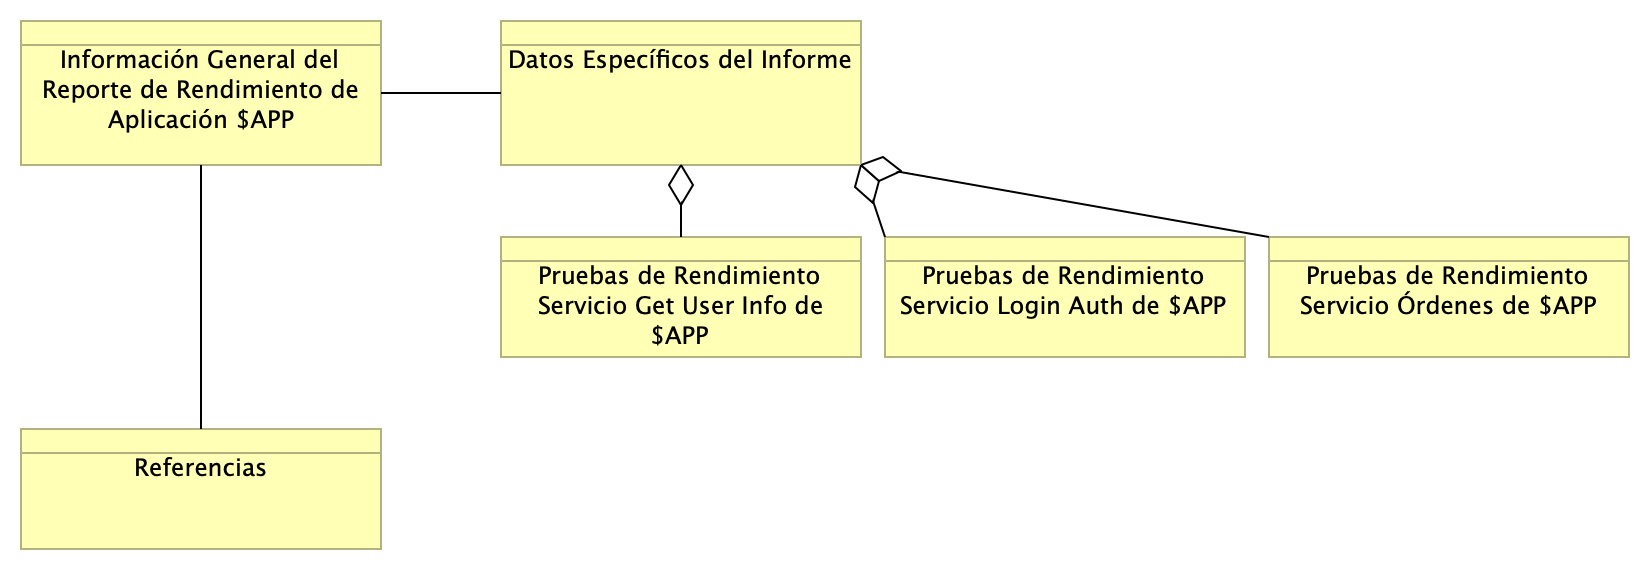 Información General del
Reporte de Rendimiento de
Aplicación $APP
Datos Específicos del Informe
Pruebas de Rendimiento
Servicio Get User Info de
$APP
Pruebas de Rendimiento
Servicio Login Auth de $APP
Pruebas de Rendimiento
Servicio Órdenes de $APP
Referencias